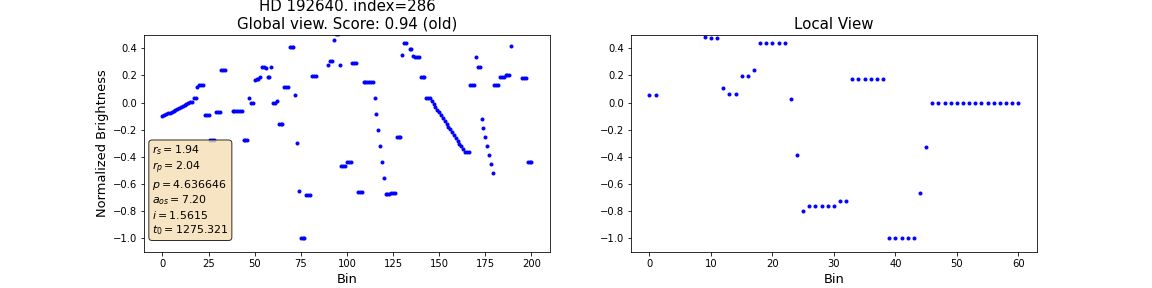 HD 192640. index=286
Global view. Score: 0.94 (old)
Local View
Normalized Brightness
0.4
0.2
0.0
−0.2
−0.4
−0.6
−0.8
−1.0
r_s = 1.94
r_p = 2.04
p = 4.636646
a_os = 7.20
i = 1.5615
t_0 = 1275.321
0 25 50 75 100 125 150 175 200
Bin
0.4
0.2
0.0
−0.2
−0.4
−0.6
−0.8
−1.0
0 10 20 30 40 50 60
Bin